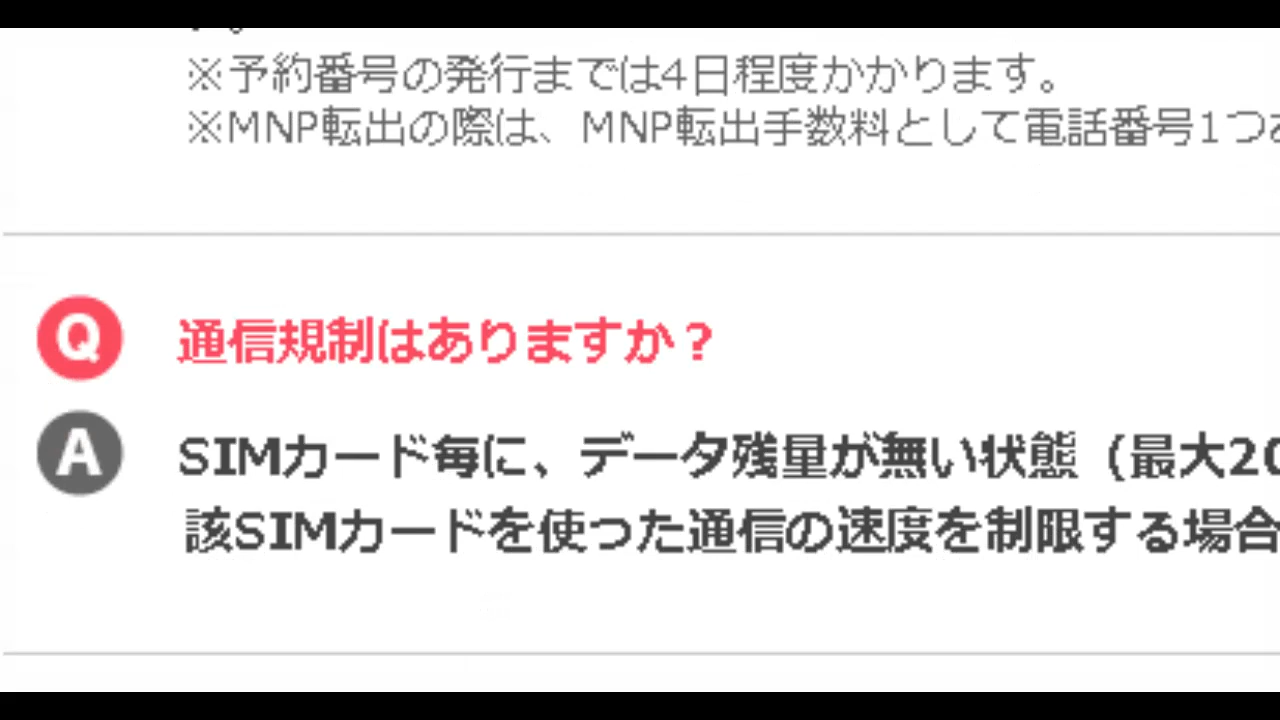 ※予約番号の発行までは4日程度かかります。
※MNP転出の際は、MNP転出手数料として電話番号1つ
Q 通信規制はありますか？
A SIMカード毎に、データ残量が無い状態（最大20
該SIMカードを使った通信の速度を制限する場合